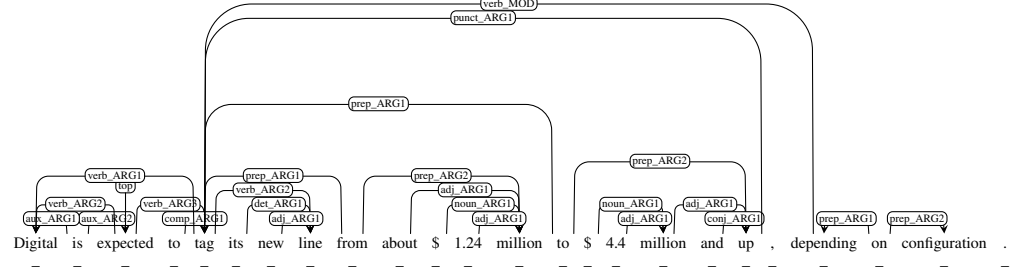 verb_MOD
punct_ARG1
prep_ARG1
prep_ARG2
verb_ARG1 prep_ARG1 prep_ARG2
top verb_ARG2 adj_ARG1
verb_ARG2 verb_ARG3 det_ARG1 noun_ARG1 noun_ARG1 adj_ARG1
aux_ARG1 aux_ARG2 comp_ARG1 adj_ARG1 adj_ARG1 adj_ARG1 conj_ARG1 prep_ARG1 prep_ARG2
Digital is expected to tag its new line from about $ 1.24 million to $ 4.4 million and up , depending on configuration .
_ _ _ _ _ _ _ _ _ _ _ _ _ _ _ _ _ _ _ _ _ _ _ _